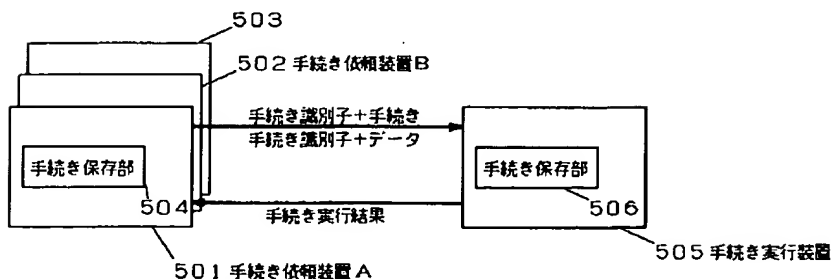 503
502 手続き依頼装置B
手続き識別子+手続き
手続き識別子+データ
手続き保存部
手続き保存部
504
506
手続き実行結果
505 手続き実行装置
501 手続き依頼装置A